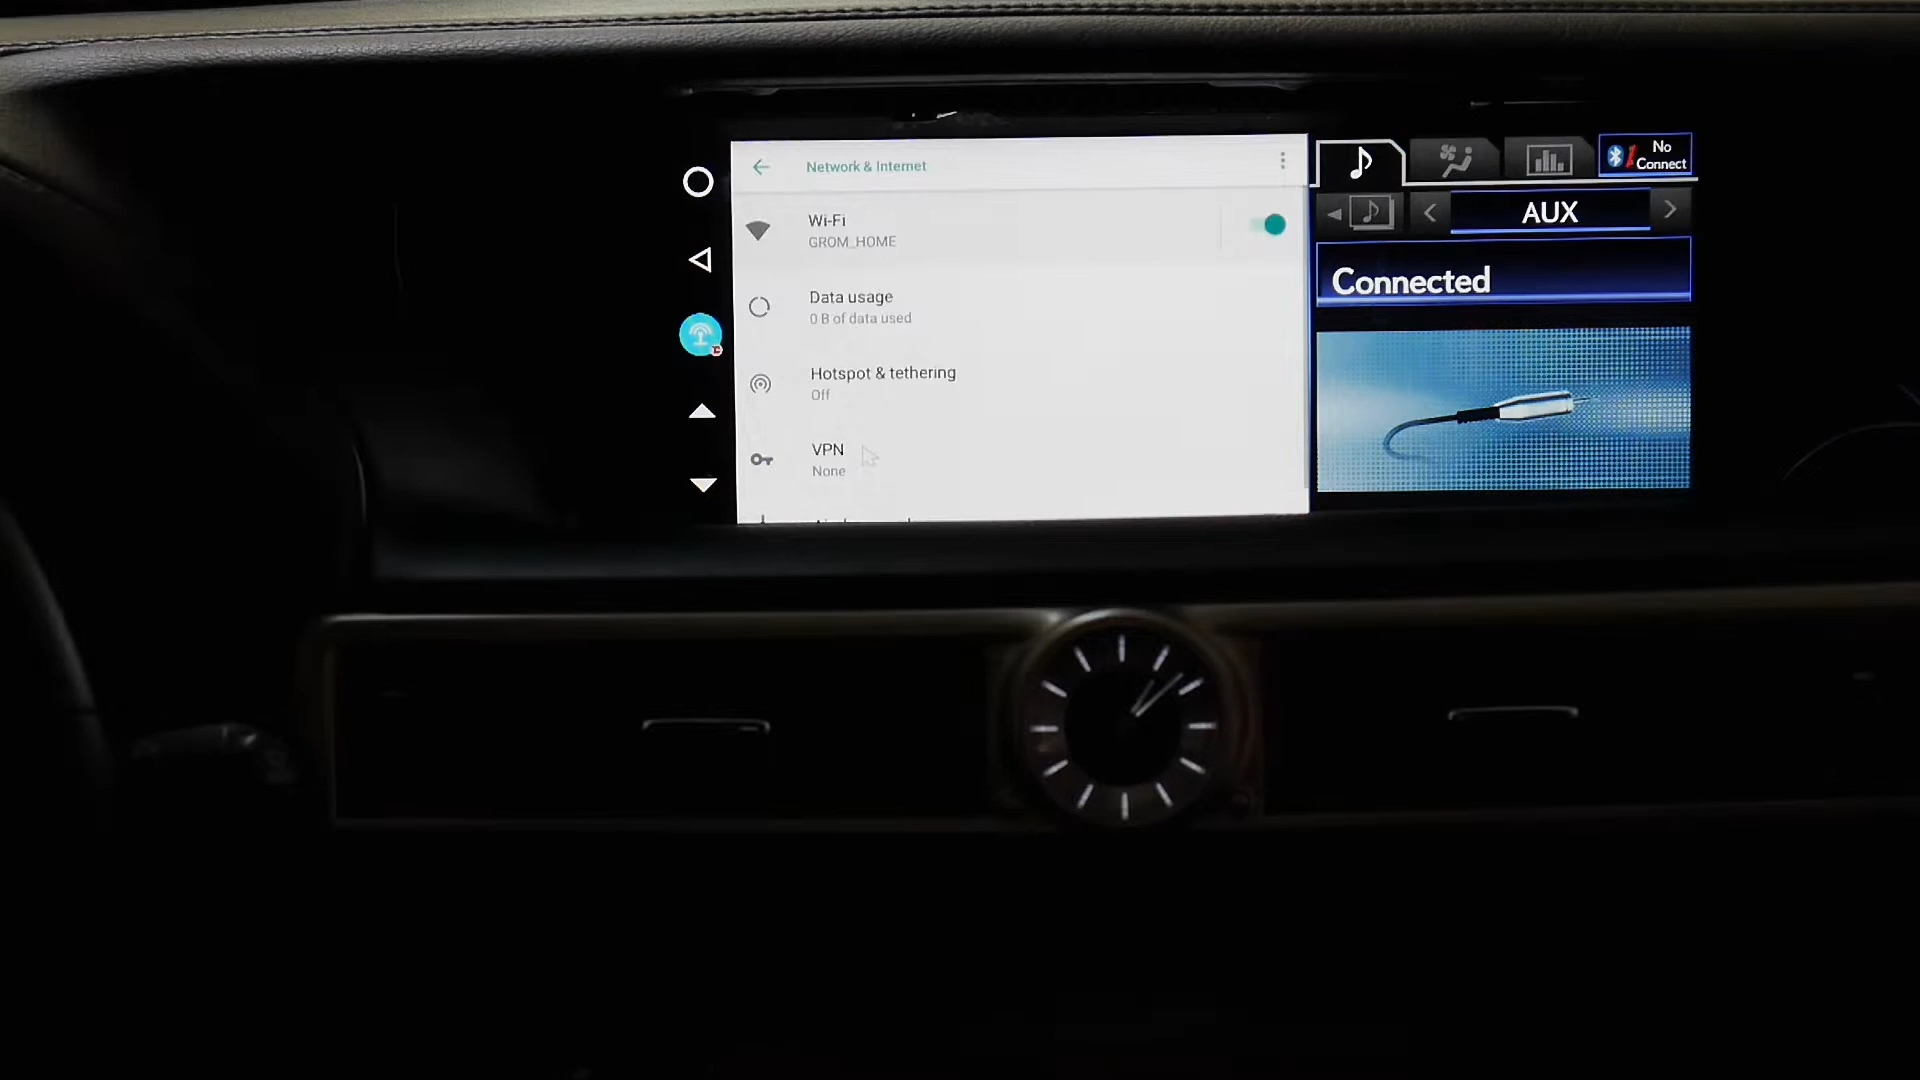 Network & Internet
Wi-Fi
GROM_HOME
Data usage
0 B of data used
Hotspot & tethering
Off
VPN
None
No
Connect
AUX
Connected